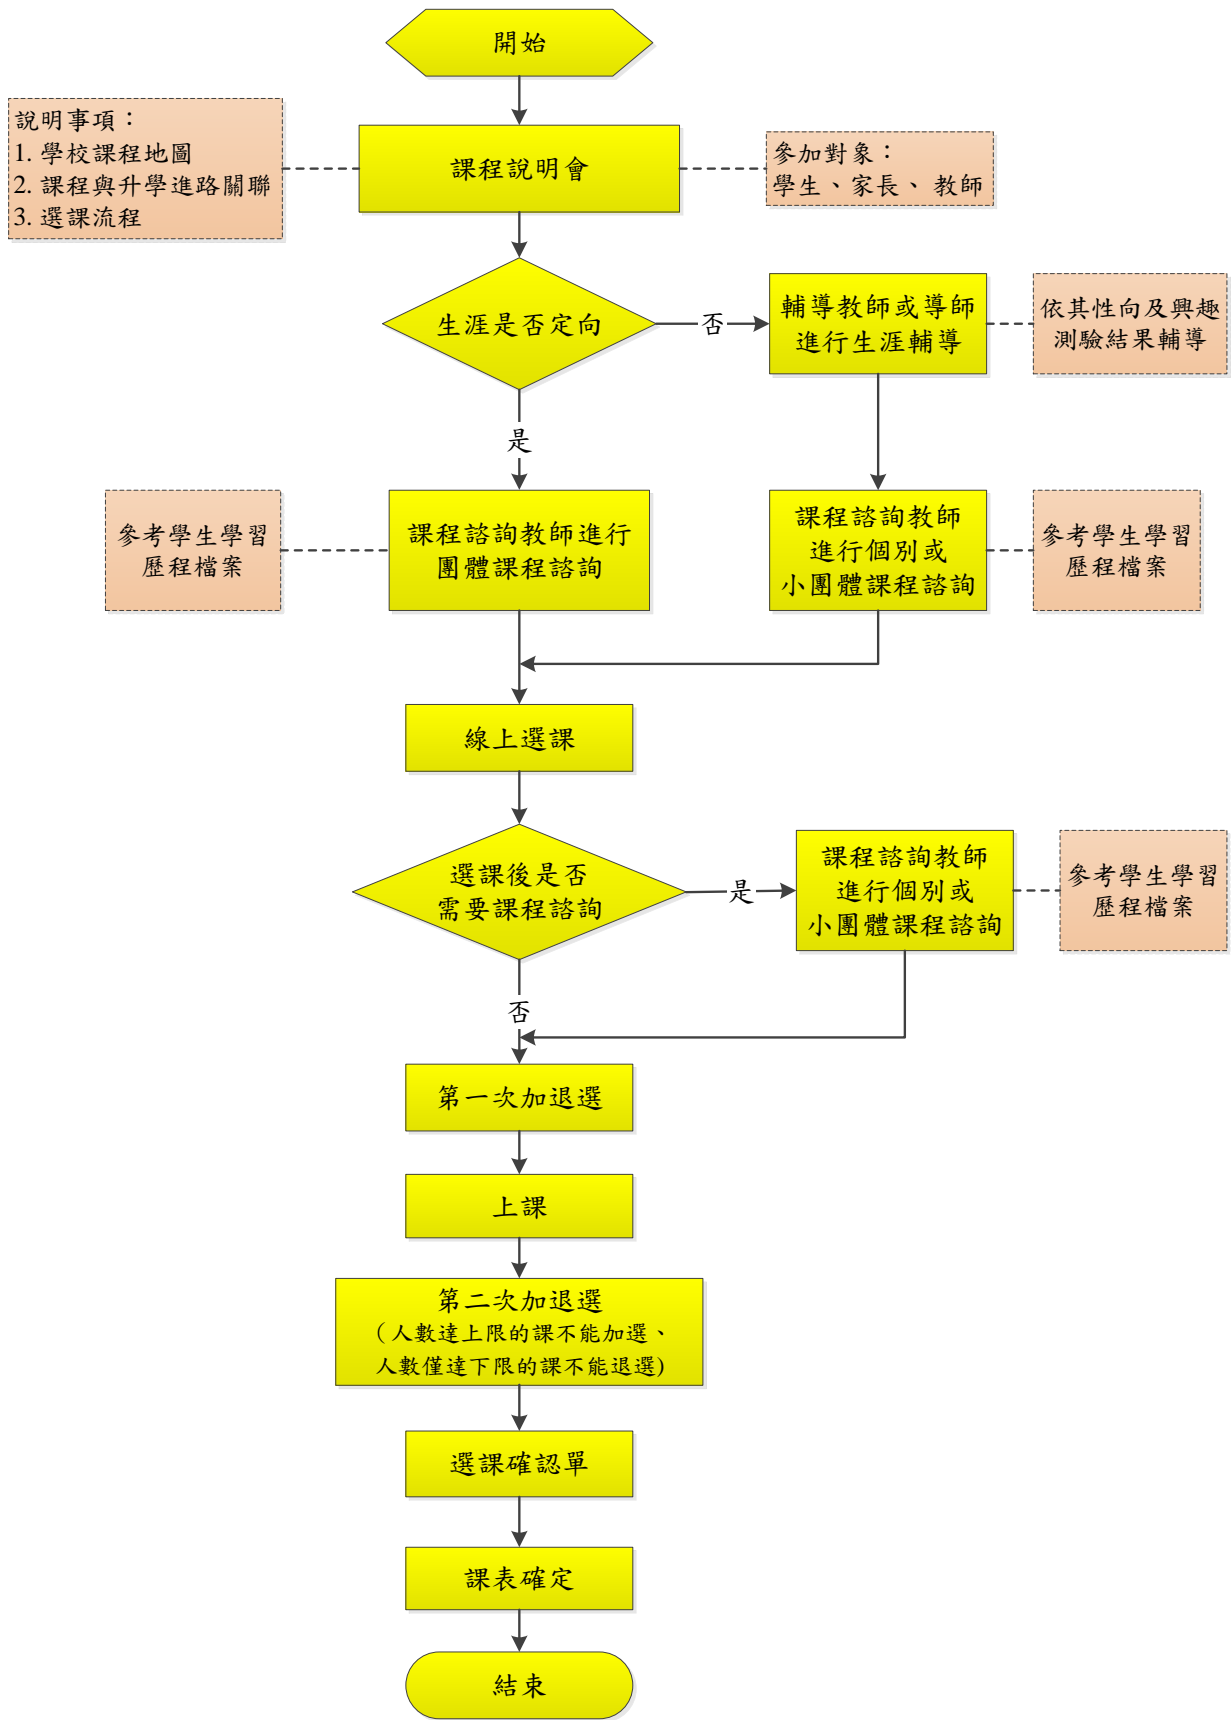 開始
說明事項：
1. 學校課程地圖
2. 課程與升學進路關聯
3. 選課流程
課程說明會
參加對象：
學生、家長、 教師
生涯是否定向
否
輔導教師或導師
進行生涯輔導
依其性向及興趣
測驗結果輔導
是
參考學生學習
歷程檔案
課程諮詢教師進行
團體課程諮詢
課程諮詢教師
進行個別或
小團體課程諮詢
參考學生學習
歷程檔案
線上選課
選課後是否
需要課程諮詢
是
課程諮詢教師
進行個別或
小團體課程諮詢
參考學生學習
歷程檔案
否
第一次加退選
上課
第二次加退選
（人數達上限的課不能加選、
人數僅達下限的課不能退選)
選課確認單
課表確定
結束